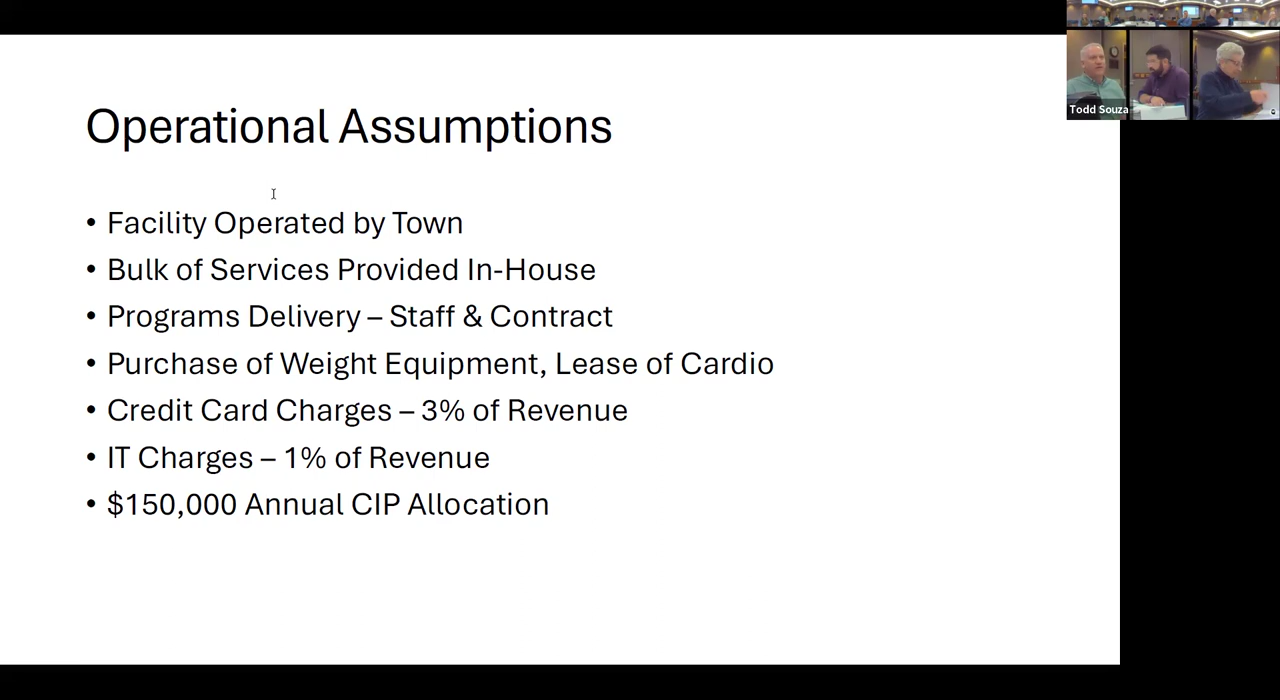 Operational Assumptions
• Facility Operated by Town
• Bulk of Services Provided In-House
• Programs Delivery – Staff & Contract
• Purchase of Weight Equipment, Lease of Cardio
• Credit Card Charges – 3% of Revenue
• IT Charges – 1% of Revenue
• $150,000 Annual CIP Allocation
Todd Souza